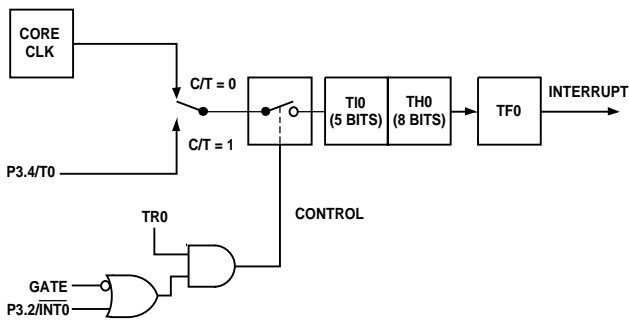 CORE
CLK
C/T = 0
C/T = 1
P3.4/T0
TI0
(5 BITS)
TH0
(8 BITS)
TF0
INTERRUPT
CONTROL
TR0
GATE
P3.2/INT0